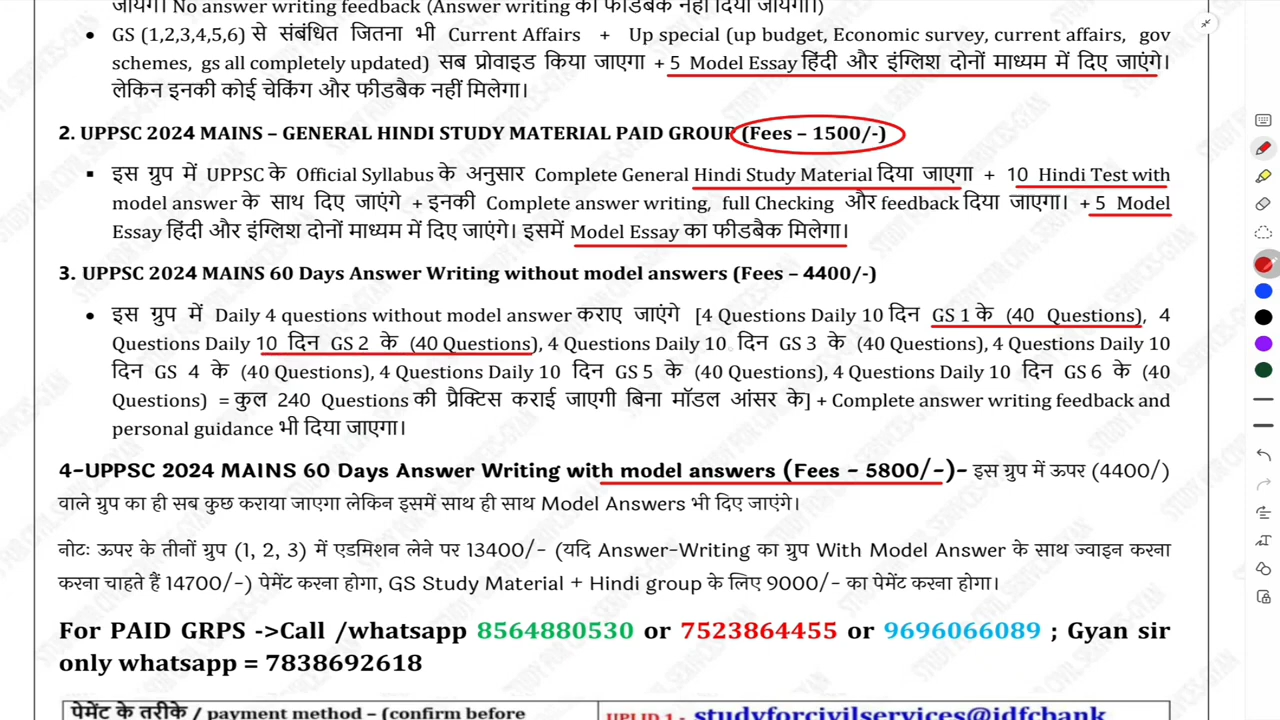 जायेंगे। No answer writing feedback (Answer writing का फीडबैक नहीं दिया जायेगा।)
• GS (1,2,3,4,5,6) से संबंधित जितना भी Current Affairs + Up special (up budget, Economic survey, current affairs, gov
schemes, gs all completely updated) सब प्रोवाइड किया जाएगा + 5 Model Essay हिंदी और इंग्लिश दोनों माध्यम में दिए जाएंगे।
लेकिन इनकी कोई चेकिंग और फीडबैक नहीं मिलेगा।
2. UPPSC 2024 MAINS – GENERAL HINDI STUDY MATERIAL PAID GROUP (Fees – 1500/-)
▪ इस ग्रुप में UPPSC के Official Syllabus के अनुसार Complete General Hindi Study Material दिया जाएगा + 10 Hindi Test with
model answer के साथ दिए जाएंगे + इनकी Complete answer writing, full Checking और feedback दिया जाएगा। + 5 Model
Essay हिंदी और इंग्लिश दोनों माध्यम में दिए जाएंगे। इसमें Model Essay का फीडबैक मिलेगा।
3. UPPSC 2024 MAINS 60 Days Answer Writing without model answers (Fees – 4400/-)
• इस ग्रुप में Daily 4 questions without model answer कराए जाएंगे [4 Questions Daily 10 दिन GS 1 के (40 Questions), 4
Questions Daily 10 दिन GS 2 के (40 Questions), 4 Questions Daily 10 दिन GS 3 के (40 Questions), 4 Questions Daily 10
दिन GS 4 के (40 Questions), 4 Questions Daily 10 दिन GS 5 के (40 Questions), 4 Questions Daily 10 दिन GS 6 के (40
Questions) = कुल 240 Questions की प्रैक्टिस कराई जाएगी बिना मॉडल आंसर के] + Complete answer writing feedback and
personal guidance भी दिया जाएगा।
4-UPPSC 2024 MAINS 60 Days Answer Writing with model answers (Fees - 5800/-)- इस ग्रुप में ऊपर (4400/)
वाले ग्रुप का ही सब कुछ कराया जाएगा लेकिन इसमें साथ ही साथ Model Answers भी दिए जाएंगे।
नोटः ऊपर के तीनों ग्रुप (1, 2, 3) में एडमिशन लेने पर 13400/- (यदि Answer-Writing का ग्रुप With Model Answer के साथ ज्वाइन करना
करना चाहते हैं 14700/-) पेमेंट करना होगा, GS Study Material + Hindi group के लिए 9000/- का पेमेंट करना होगा।
For PAID GRPS ->Call /whatsapp 8564880530 or 7523864455 or 9696066089 ; Gyan sir
only whatsapp = 7838692618
पेमेंट के तरीके / payment method – (confirm before
UPI ID 1 - studyforcivilservices@idfcbank